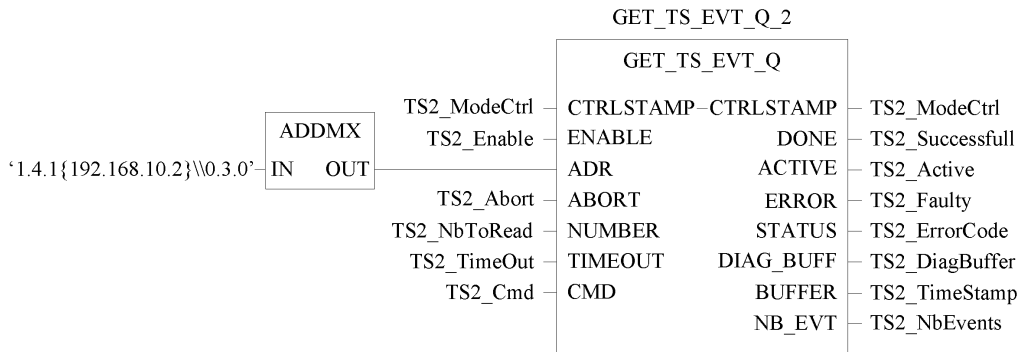 GET_TS_EVT_Q_2
GET_TS_EVT_Q
TS2_ModeCtrl CTRLSTAMP CTRLSTAMP TS2_ModeCtrl
ADDMX
TS2_Enable ENABLE DONE TS2_Successfull
‘1.4.1{192.168.10.2}\\0.3.0’ IN OUT ADR ACTIVE TS2_Active
TS2_Abort ABORT ERROR TS2_Faulty
TS2_NbToRead NUMBER STATUS TS2_ErrorCode
TS2_TimeOut TIMEOUT DIAG_BUFF TS2_DiagBuffer
TS2_Cmd CMD BUFFER TS2_TimeStamp
NB_EVT TS2_NbEvents